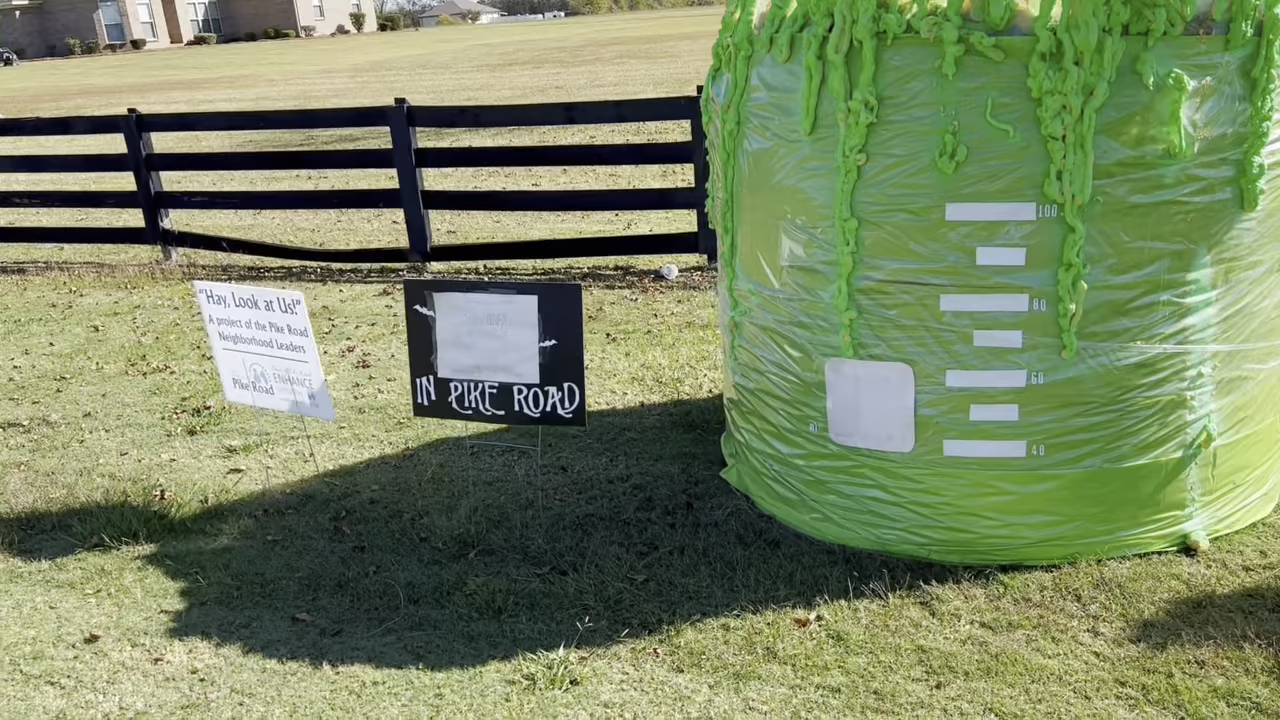 "Hay, Look at Us!"
A project of the Pike Road
Neighborhood Leaders
Pike Road
ENHANCE
IN PIKE ROAD
100
80
60
40